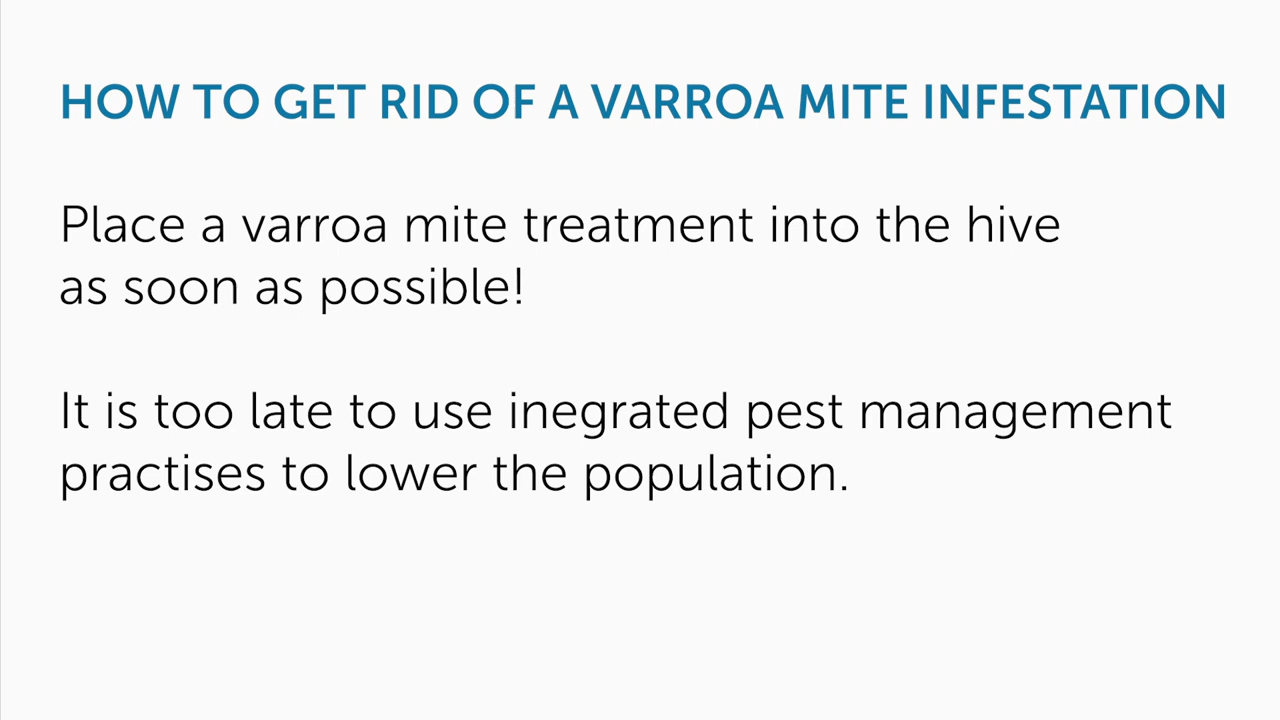 HOW TO GET RID OF A VARROA MITE INFESTATION
Place a varroa mite treatment into the hive
as soon as possible!
It is too late to use inegrated pest management
practises to lower the population.